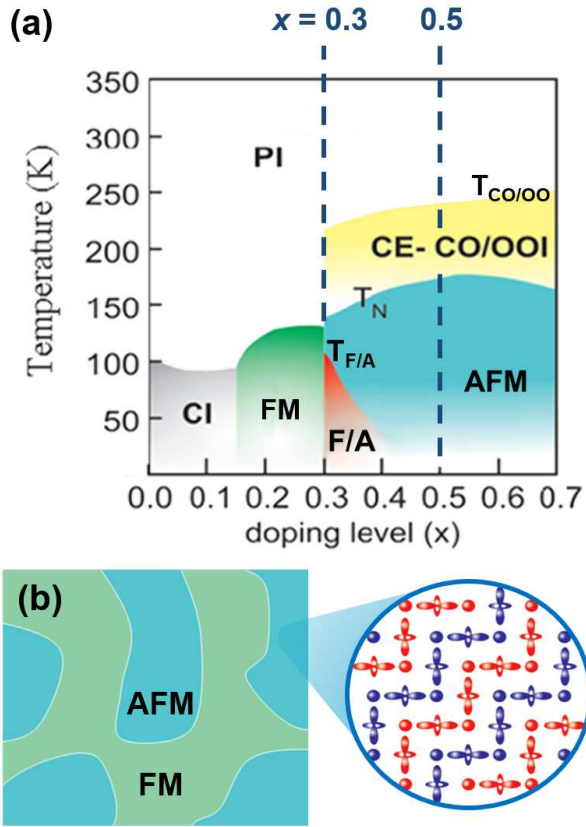 (a)
x = 0.3
0.5
350
300
250
200
150
100
50
Temperature (K)
PI
T_CO/OO
CE- CO/OOI
T_N
T_F/A
AFM
CI
FM
F/A
0.0 0.1 0.2 0.3 0.4 0.5 0.6 0.7
doping level (x)
(b)
AFM
FM